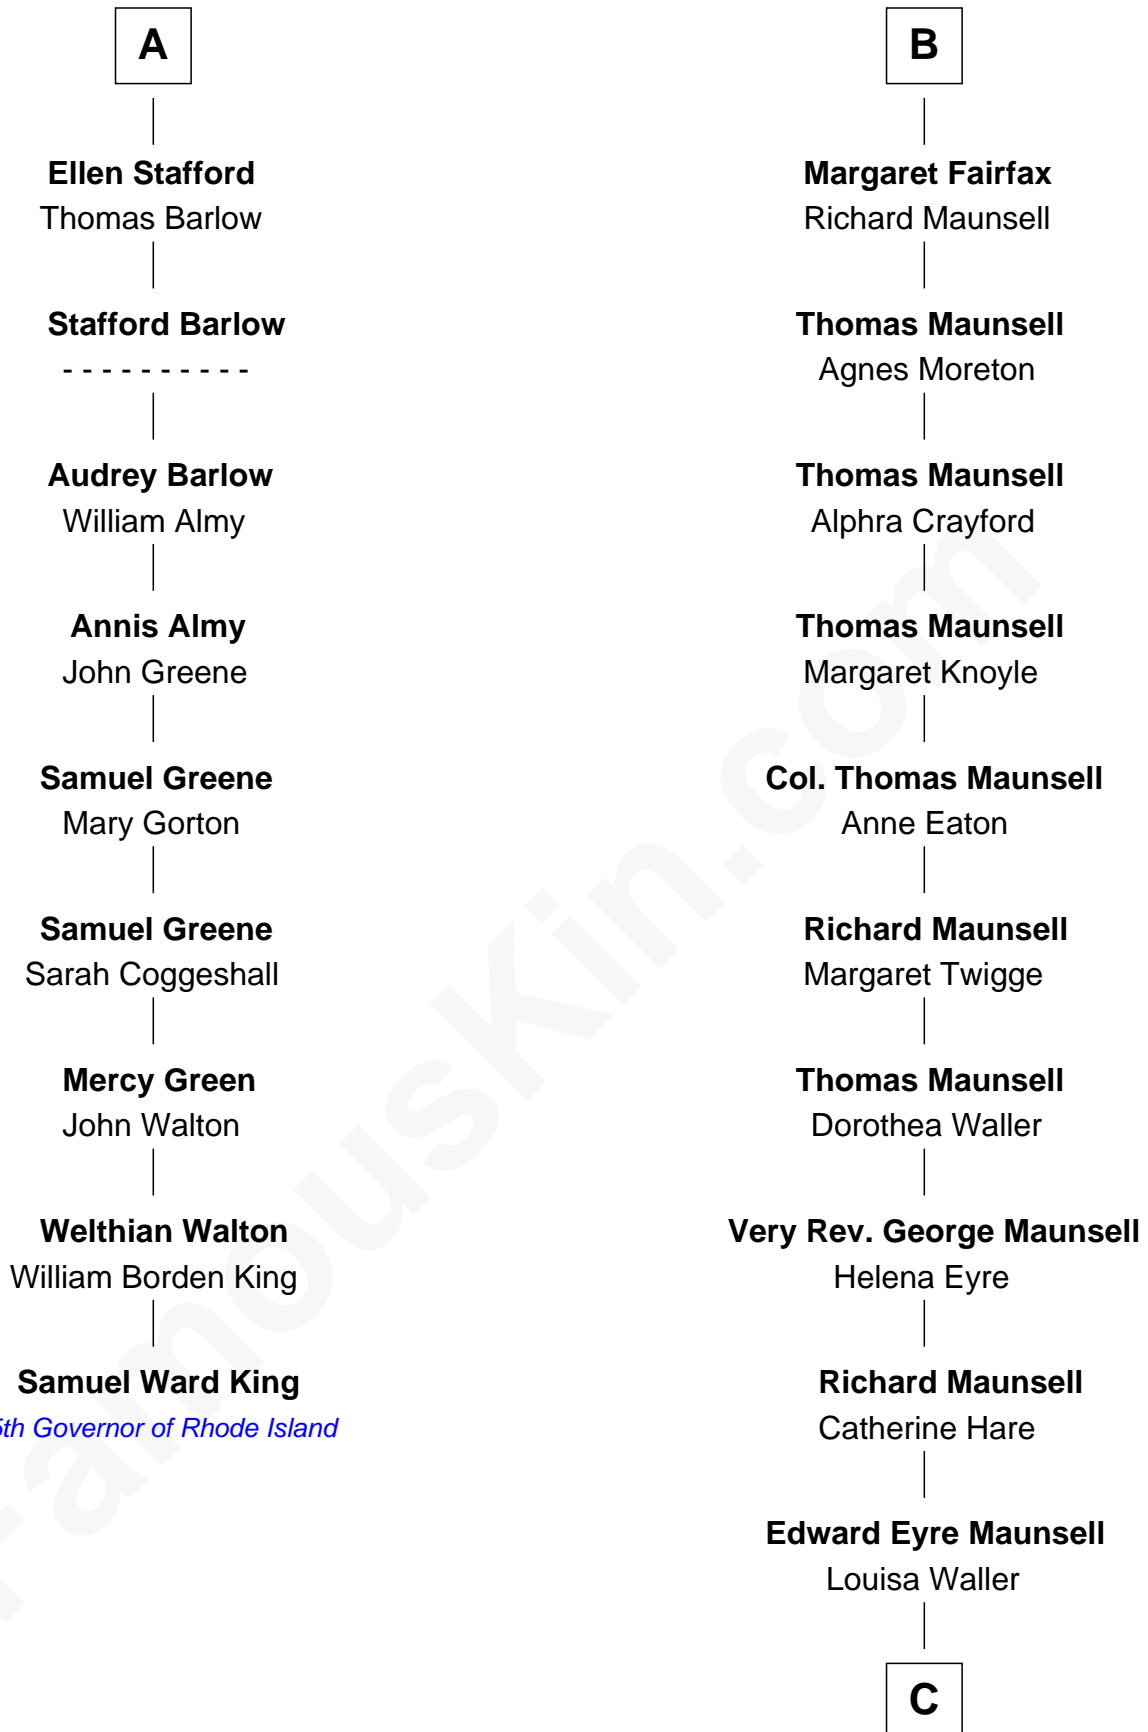 A
Ellen Stafford
Thomas Barlow
Stafford Barlow
- - - - - - - - - -
Audrey Barlow
William Almy
Annis Almy
John Greene
Samuel Greene
Mary Gorton
Samuel Greene
Sarah Coggeshall
Mercy Green
John Walton
Welthian Walton
William Borden King
Samuel Ward King
5th Governor of Rhode Island
B
Margaret Fairfax
Richard Maunsell
Thomas Maunsell
Agnes Moreton
Thomas Maunsell
Alphra Crayford
Thomas Maunsell
Margaret Knoyle
Col. Thomas Maunsell
Anne Eaton
Richard Maunsell
Margaret Twigge
Thomas Maunsell
Dorothea Waller
Very Rev. George Maunsell
Helena Eyre
Richard Maunsell
Catherine Hare
Edward Eyre Maunsell
Louisa Waller
C
FamousKin.com